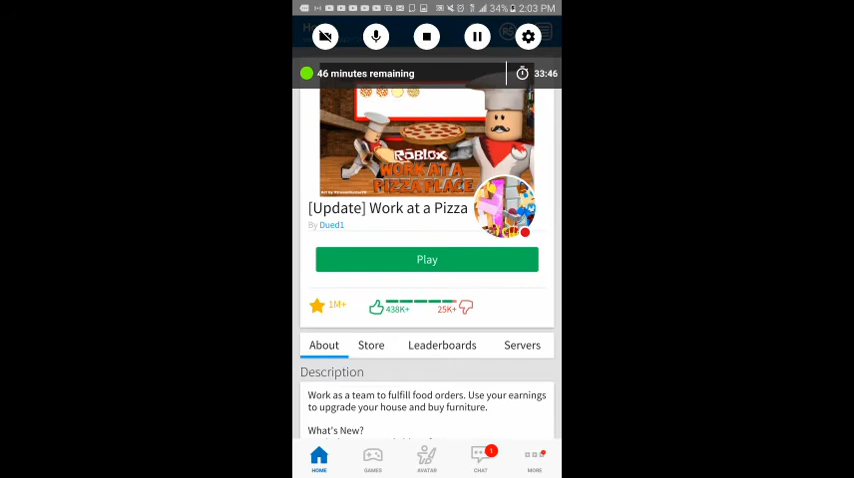 34% 2:03 PM
46 minutes remaining
33:46
ROBLOX
WORK AT A
PIZZA PLACE
[Update] Work at a Pizza
By Dued1
Play
1M+
438K+
25K+
About Store Leaderboards Servers
Description
Work as a team to fulfill food orders. Use your earnings
to upgrade your house and buy furniture.
What's New?
1
HOME GAMES AVATAR CHAT MORE